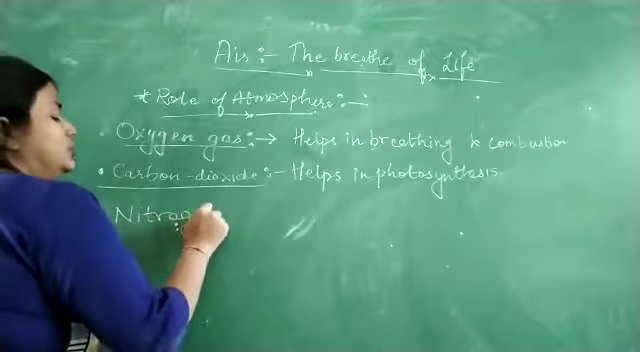 Air :- The breathe of Life
* Role of Atmosphere :-
• Oxygen gas :→ Helps in breathing & combustion
• Carbon-dioxide :- Helps in photosynthesis.
Nitrog